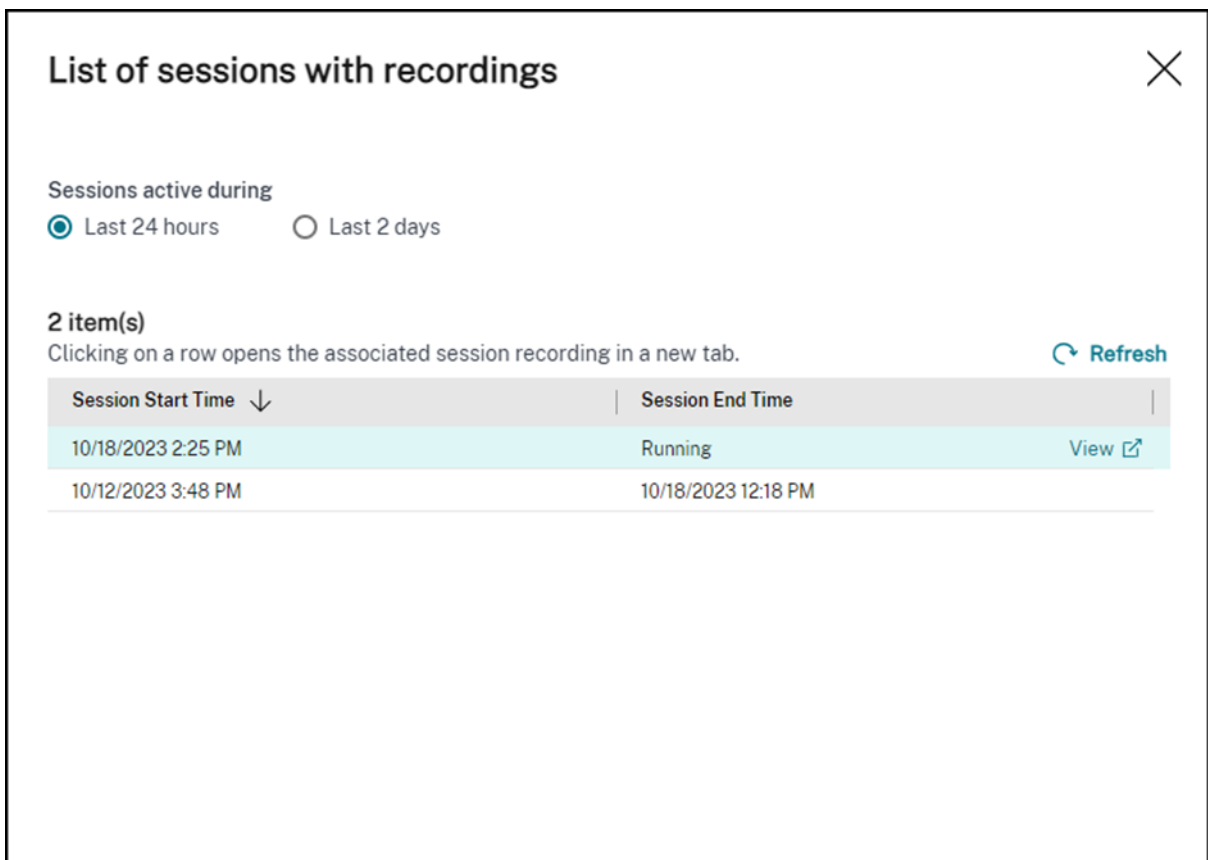 List of sessions with recordings
Sessions active during
Last 24 hours Last 2 days
2 item(s)
Clicking on a row opens the associated session recording in a new tab. Refresh
Session Start Time Session End Time
10/18/2023 2:25 PM Running View
10/12/2023 3:48 PM 10/18/2023 12:18 PM